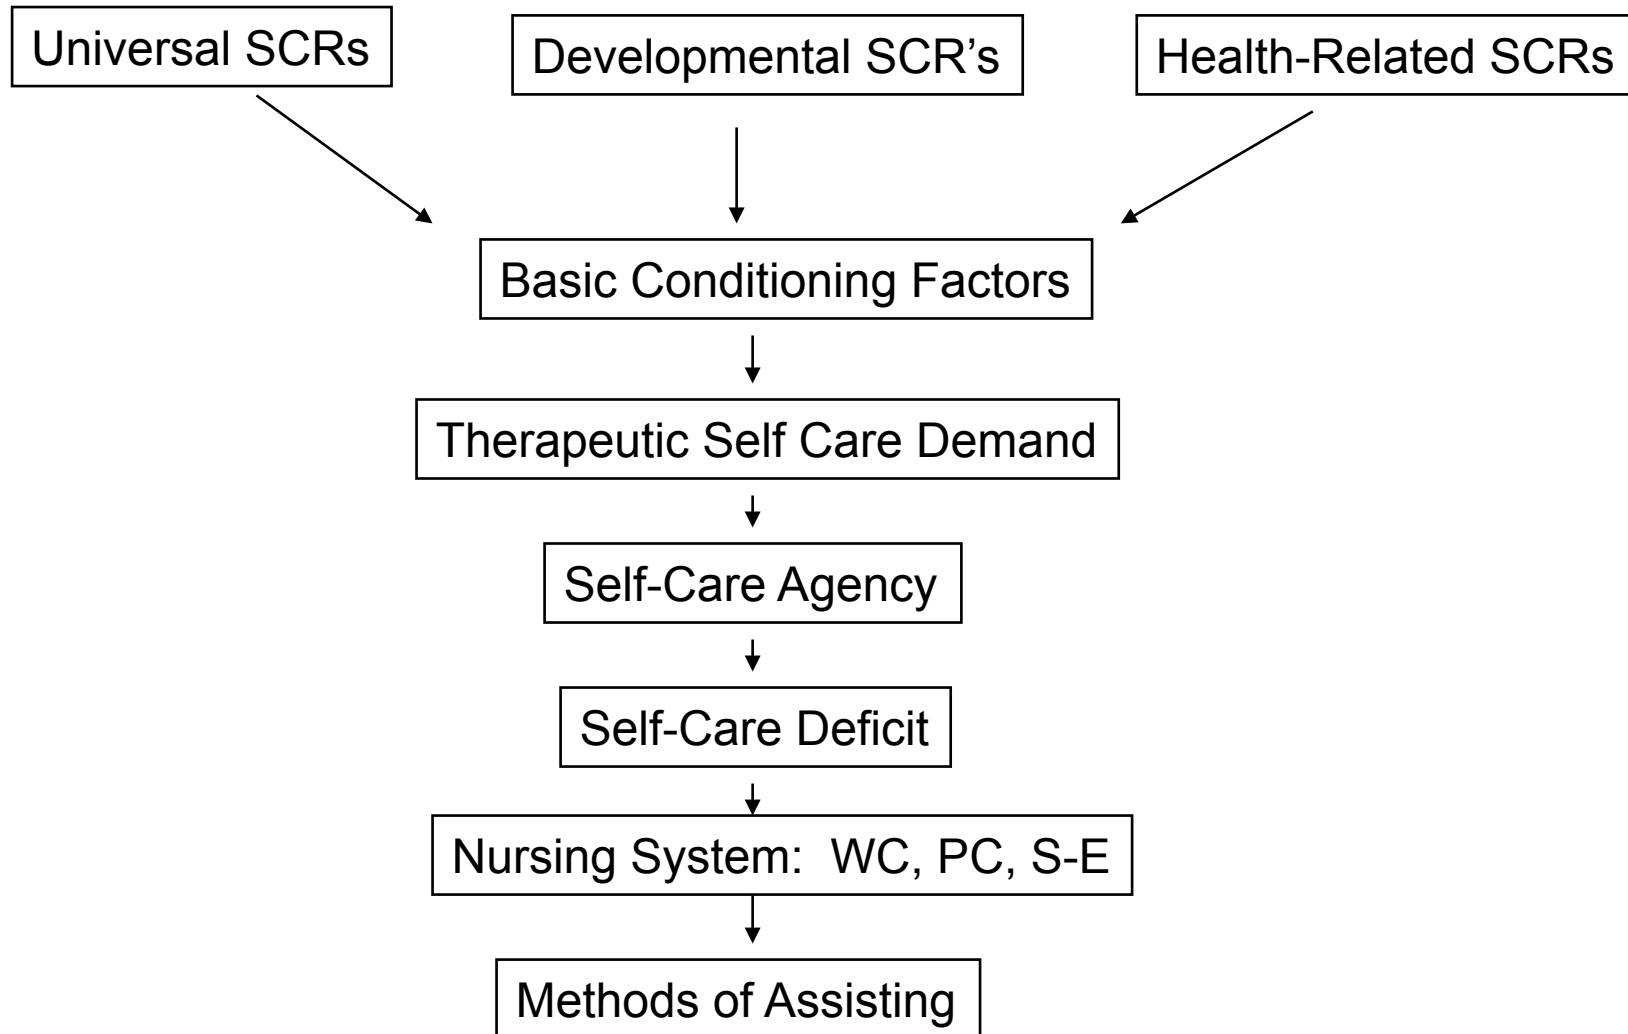 Universal SCRs
Developmental SCR’s
Health-Related SCRs
Basic Conditioning Factors
Therapeutic Self Care Demand
Self-Care Agency
Self-Care Deficit
Nursing System:  WC, PC, S-E
Methods of Assisting